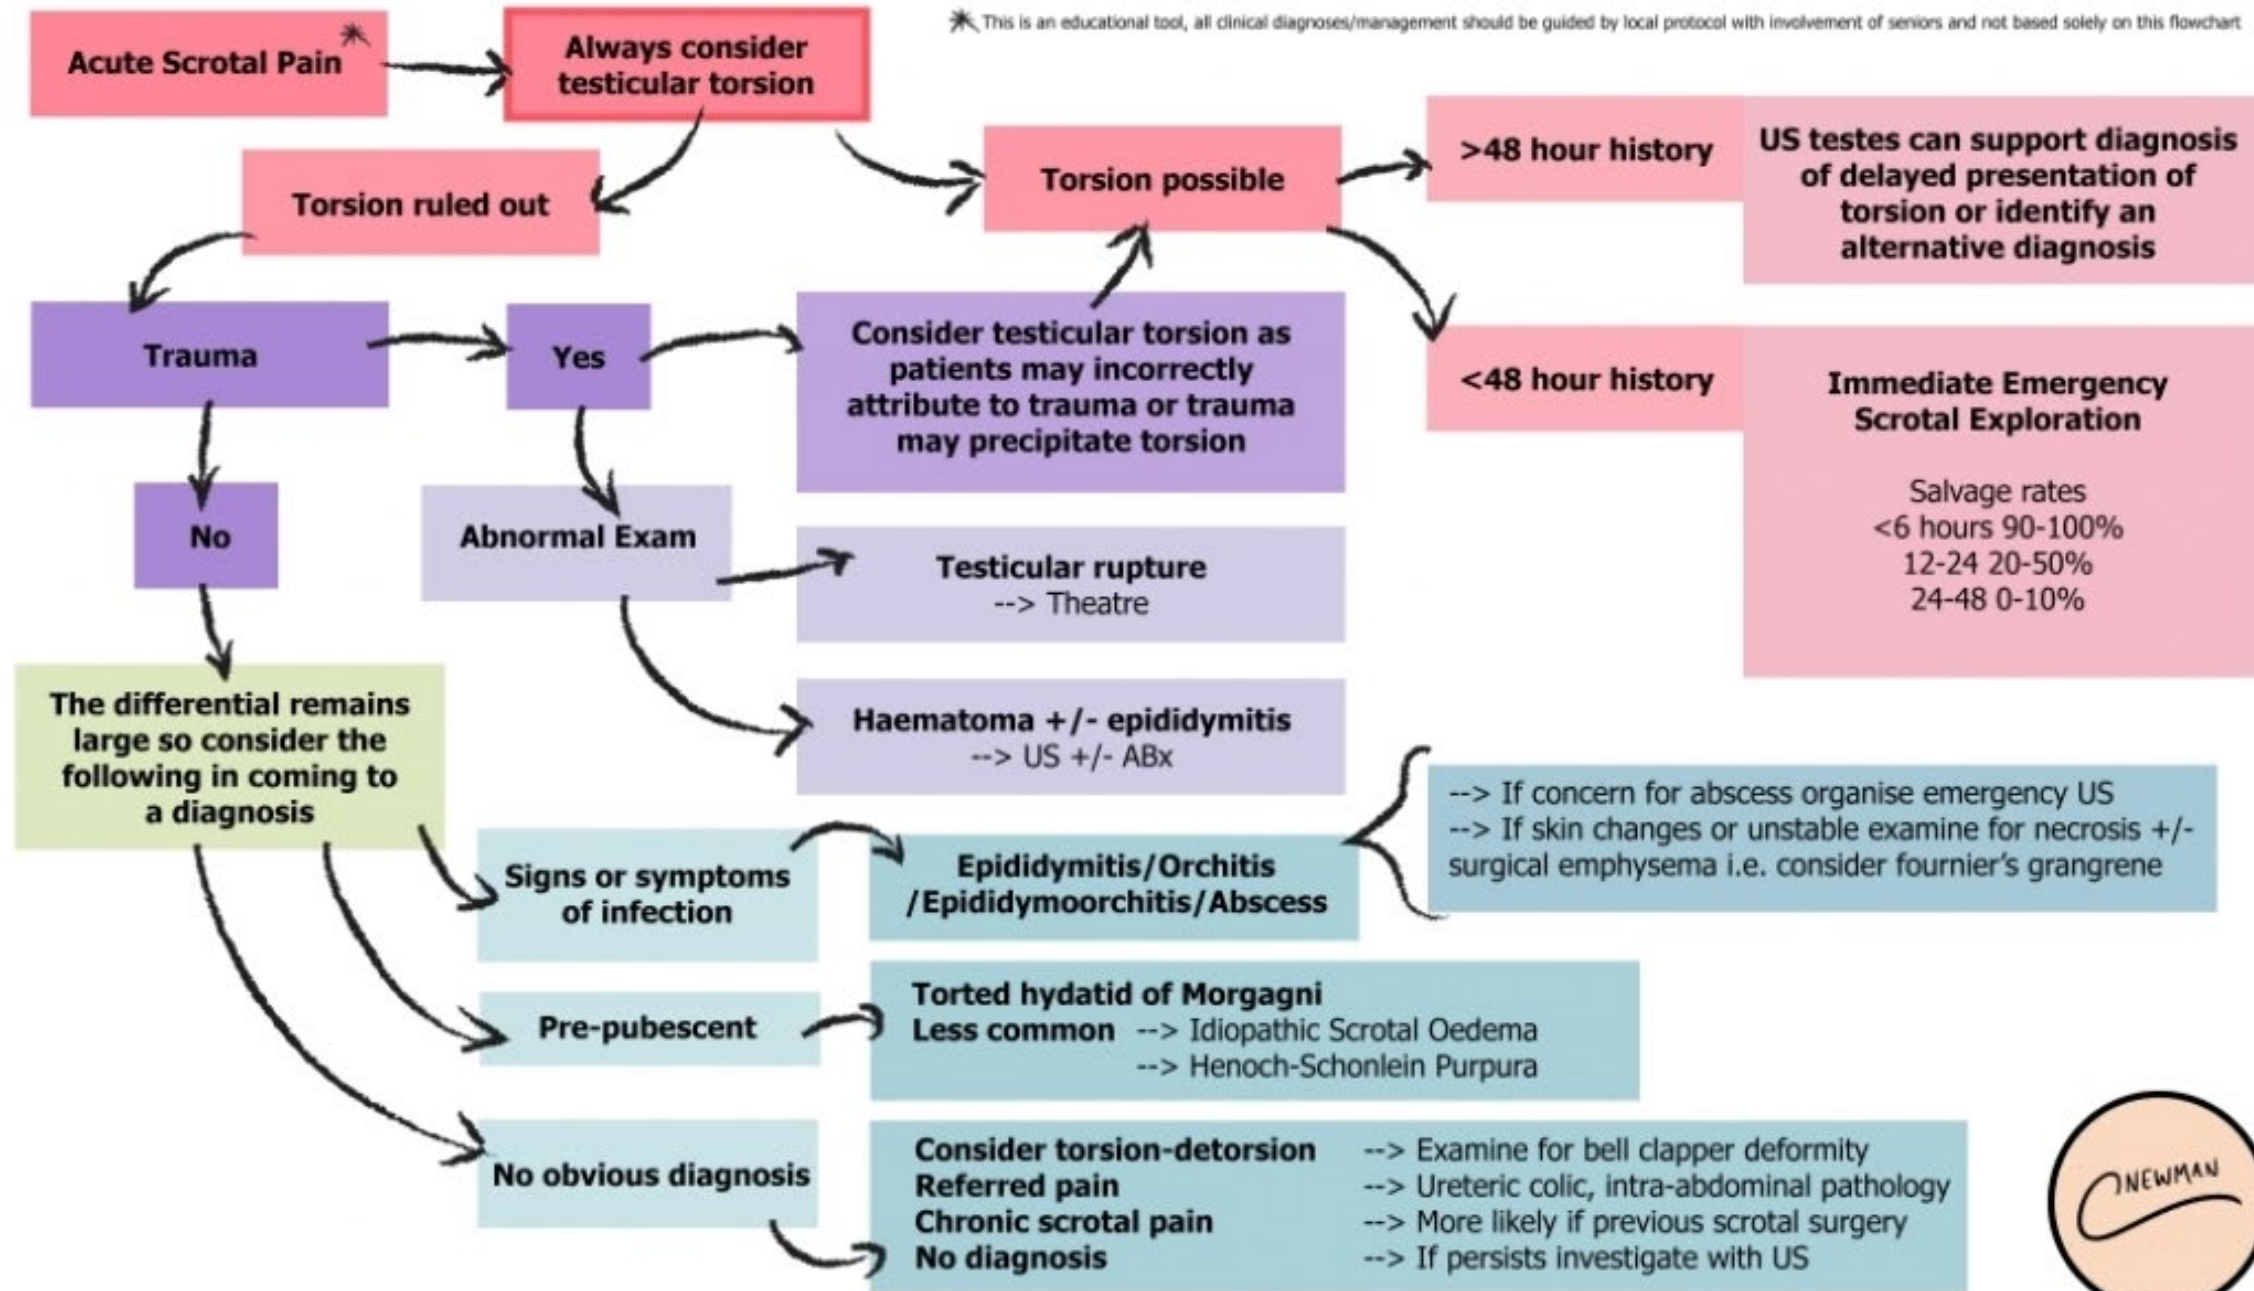 * This is an educational tool, all clinical diagnoses/management should be guided by local protocol with involvement of seniors and not based solely on this flowchart
Acute Scrotal Pain *
Always consider
testicular torsion
Torsion ruled out
Torsion possible
>48 hour history
US testes can support diagnosis
of delayed presentation of
torsion or identify an
alternative diagnosis
<48 hour history
Immediate Emergency
Scrotal Exploration
Salvage rates
<6 hours 90-100%
12-24 20-50%
24-48 0-10%
Trauma
Yes
Consider testicular torsion as
patients may incorrectly
attribute to trauma or trauma
may precipitate torsion
No
Abnormal Exam
Testicular rupture
--> Theatre
Haematoma +/- epididymitis
--> US +/- ABx
The differential remains
large so consider the
following in coming to
a diagnosis
Signs or symptoms
of infection
Epididymitis/Orchitis
/Epididymoorchitis/Abscess
--> If concern for abscess organise emergency US
--> If skin changes or unstable examine for necrosis +/-
surgical emphysema i.e. consider fournier's grangrene
Pre-pubescent
Torted hydatid of Morgagni
Less common --> Idiopathic Scrotal Oedema
--> Henoch-Schonlein Purpura
No obvious diagnosis
Consider torsion-detorsion --> Examine for bell clapper deformity
Referred pain --> Ureteric colic, intra-abdominal pathology
Chronic scrotal pain --> More likely if previous scrotal surgery
No diagnosis --> If persists investigate with US
CNEWMAN